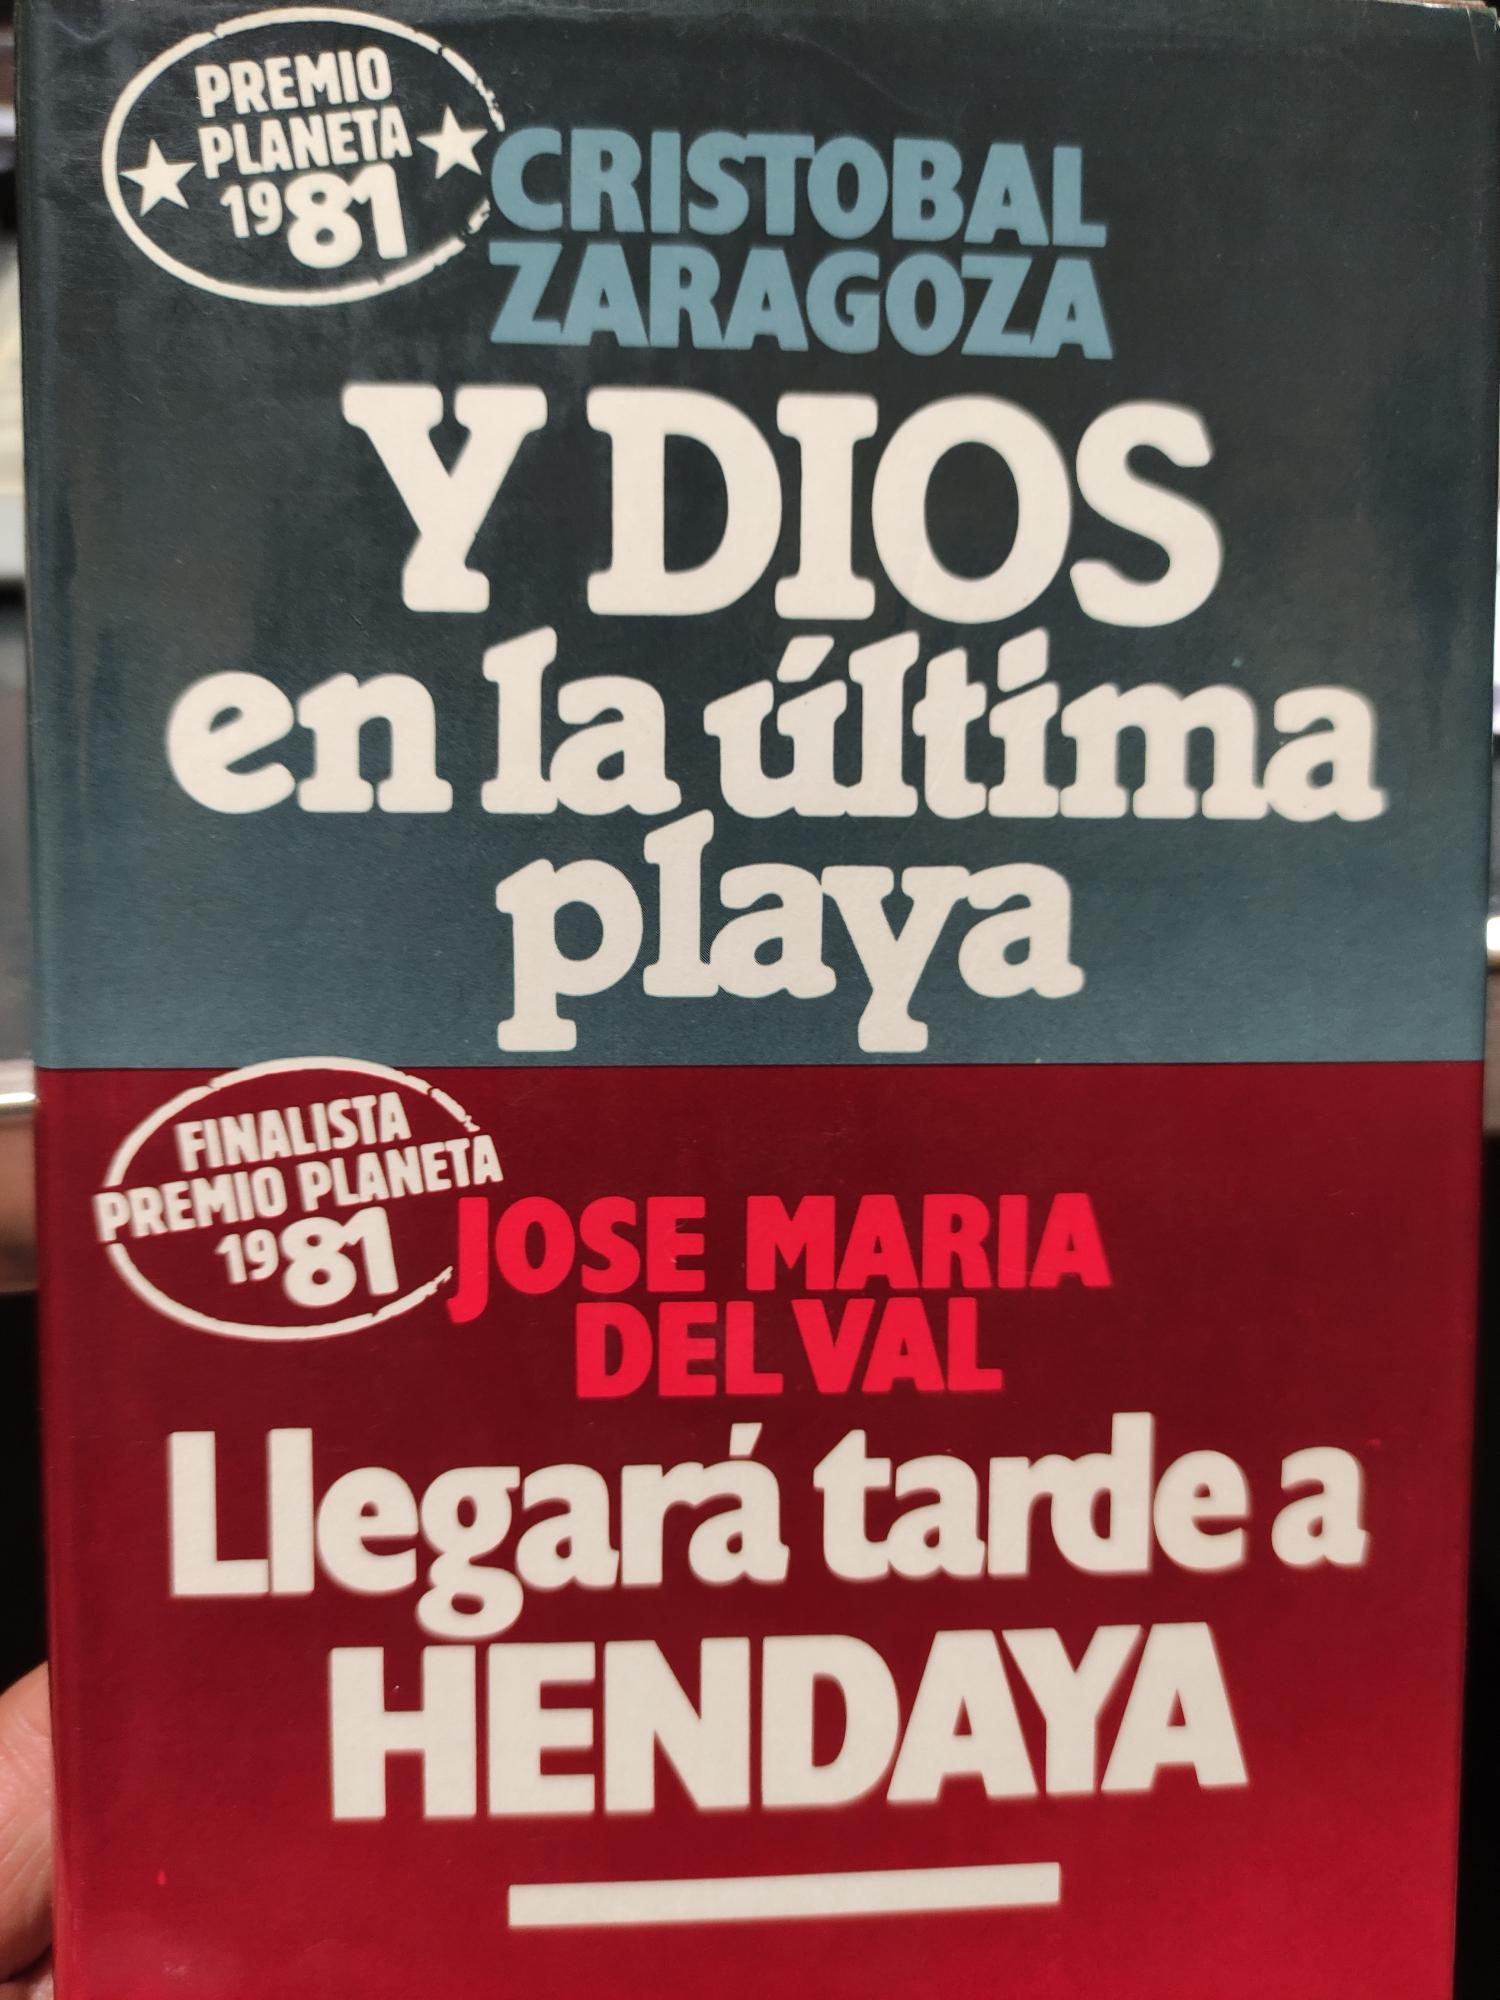 PREMIO
PLANETA
1981
CRISTOBAL
ZARAGOZA
Y DIOS
en la última
playa
FINALISTA
PREMIO PLANETA
1981
JOSE MARIA
DEL VAL
Llegará tarde a
HENDAYA